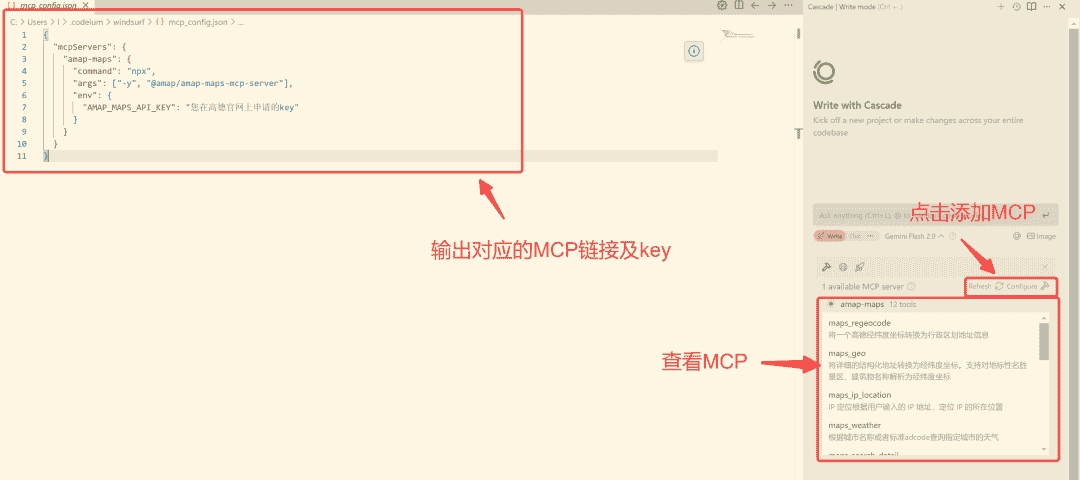 mcp_config.json
C: > Users > > .codeium > windsurf > {} mcp_config.json > ...
1 {
2 "mcpServers": {
3 "amap-maps": {
4 "command": "npx",
5 "args": ["-y", "@amap/amap-maps-mcp-server"],
6 "env": {
7 "AMAP_MAPS_API_KEY": "您在高德官网上申请的key"
8 }
9 }
10 }
11 }
输出对应的MCP链接及key
Cascade | Write mode (Ctrl + .)
Write with Cascade
Kick off a new project or make changes across your entire
codebase
Ask anything (Ctrl+L), @ to
点击添加MCP
Write Chat ... Gemini Flash 2.0 Image
1 available MCP server Refresh Configure
amap-maps 12 tools
maps_regeocode
将一个高德经纬度坐标转换为行政区划地址信息
maps_geo
将详细的结构化地址转换为经纬度坐标。支持对地标性名胜
景区、建筑物名称解析为经纬度坐标
maps_ip_location
IP 定位根据用户输入的 IP 地址，定位 IP 的所在位置
maps_weather
根据城市名称或者标准adcode查询指定城市的天气
maps_search_detail
查看MCP